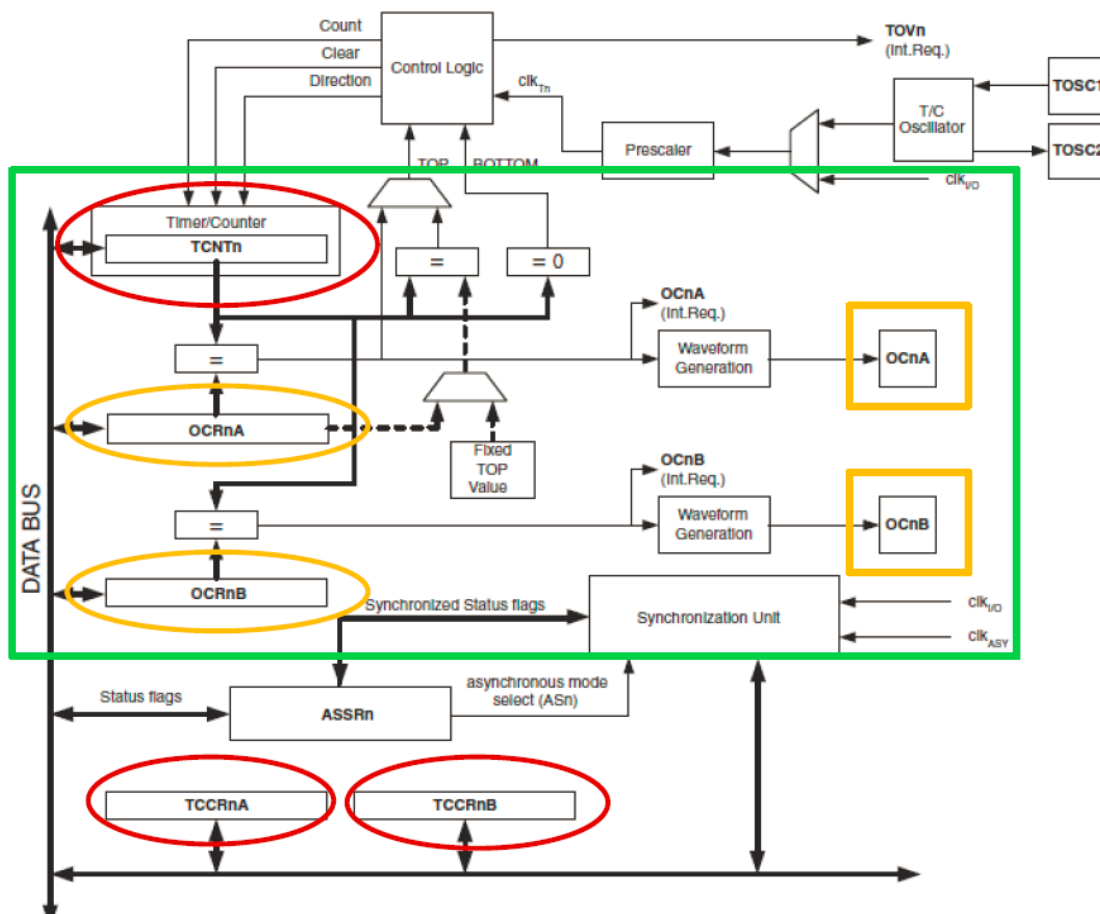 Count
Clear
Direction
Control Logic
TOVn
(Int.Req.)
clkTn
TOSC1
T/C
Oscillator
Prescaler
TOSC2
TOP
BOTTOM
clkI/O
Timer/Counter
TCNTn
=
= 0
OCnA
(Int.Req.)
=
Waveform
Generation
OCnA
OCRnA
Fixed
TOP
Value
OCnB
(Int.Req.)
=
Waveform
Generation
OCnB
DATA BUS
OCRnB
Synchronized Status flags
Synchronization Unit
clkI/O
clkASY
Status flags
ASSRn
asynchronous mode
select (ASn)
TCCRnA
TCCRnB